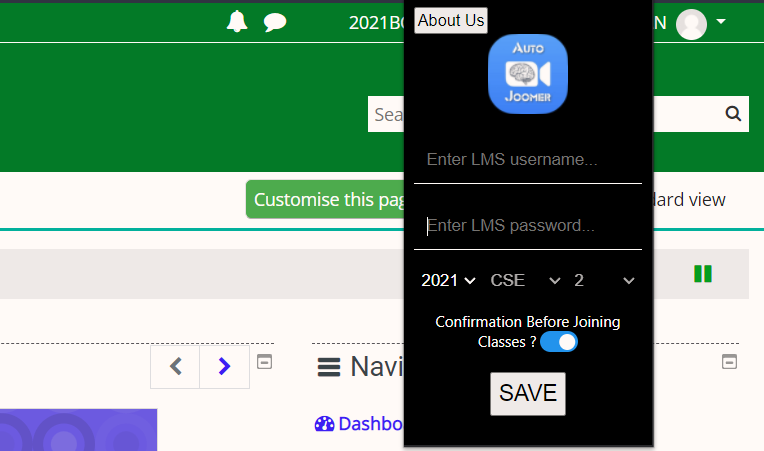 About Us
2021BC
N
AUTO
JOOMER
Sea
Enter LMS username...
Customise this pag
dard view
Enter LMS password...
2021 CSE 2
Confirmation Before Joining
Classes ?
Navi
SAVE
Dashbo